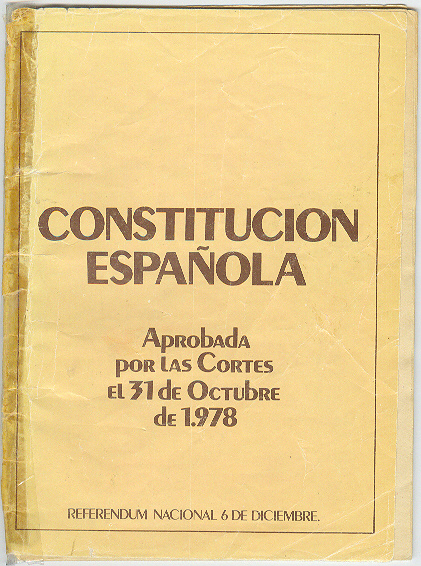 CONSTITUCION
ESPAÑOLA
Aprobada
por las Cortes
el 31 de Octubre
de 1.978
REFERENDUM NACIONAL 6 DE DICIEMBRE.